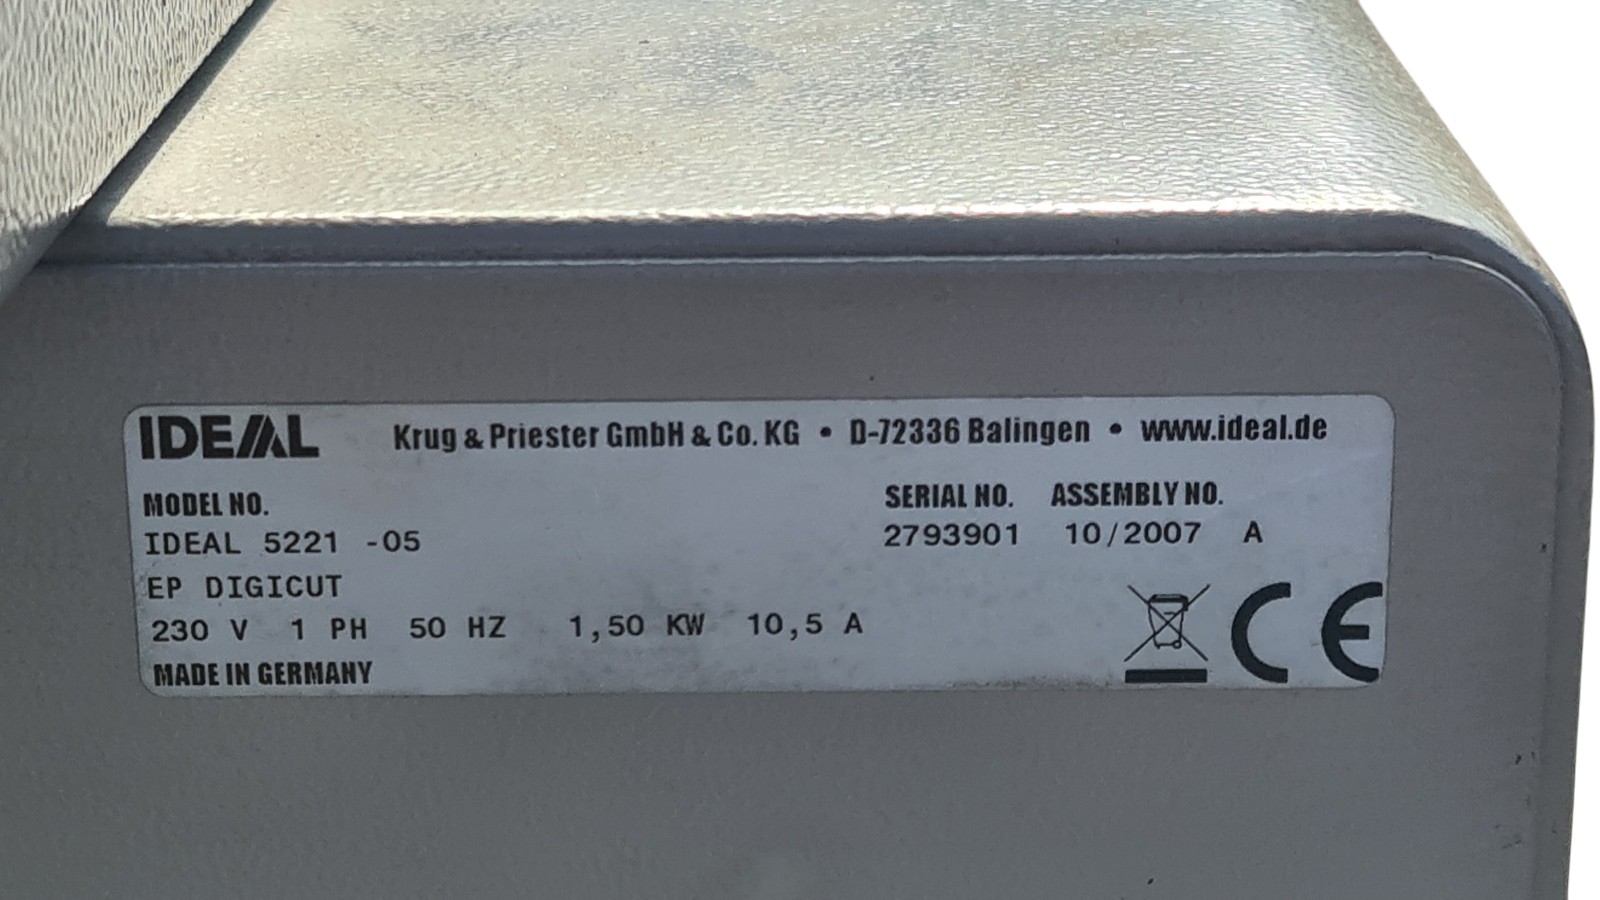 IDEAL Krug & Priester GmbH & Co. KG • D-72336 Balingen • www.ideal.de
MODEL NO. SERIAL NO. ASSEMBLY NO.
IDEAL 5221 -05 2793901 10/2007 A
EP DIGICUT
230 V 1 PH 50 HZ 1,50 KW 10,5 A
MADE IN GERMANY
CE